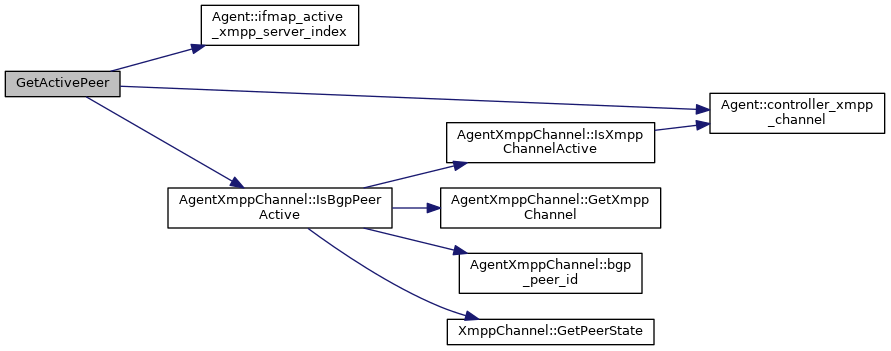 Agent::ifmap_active
_xmpp_server_index
GetActivePeer
Agent::controller_xmpp
_channel
AgentXmppChannel::IsXmpp
ChannelActive
AgentXmppChannel::IsBgpPeer
Active
AgentXmppChannel::GetXmpp
Channel
AgentXmppChannel::bgp
_peer_id
XmppChannel::GetPeerState